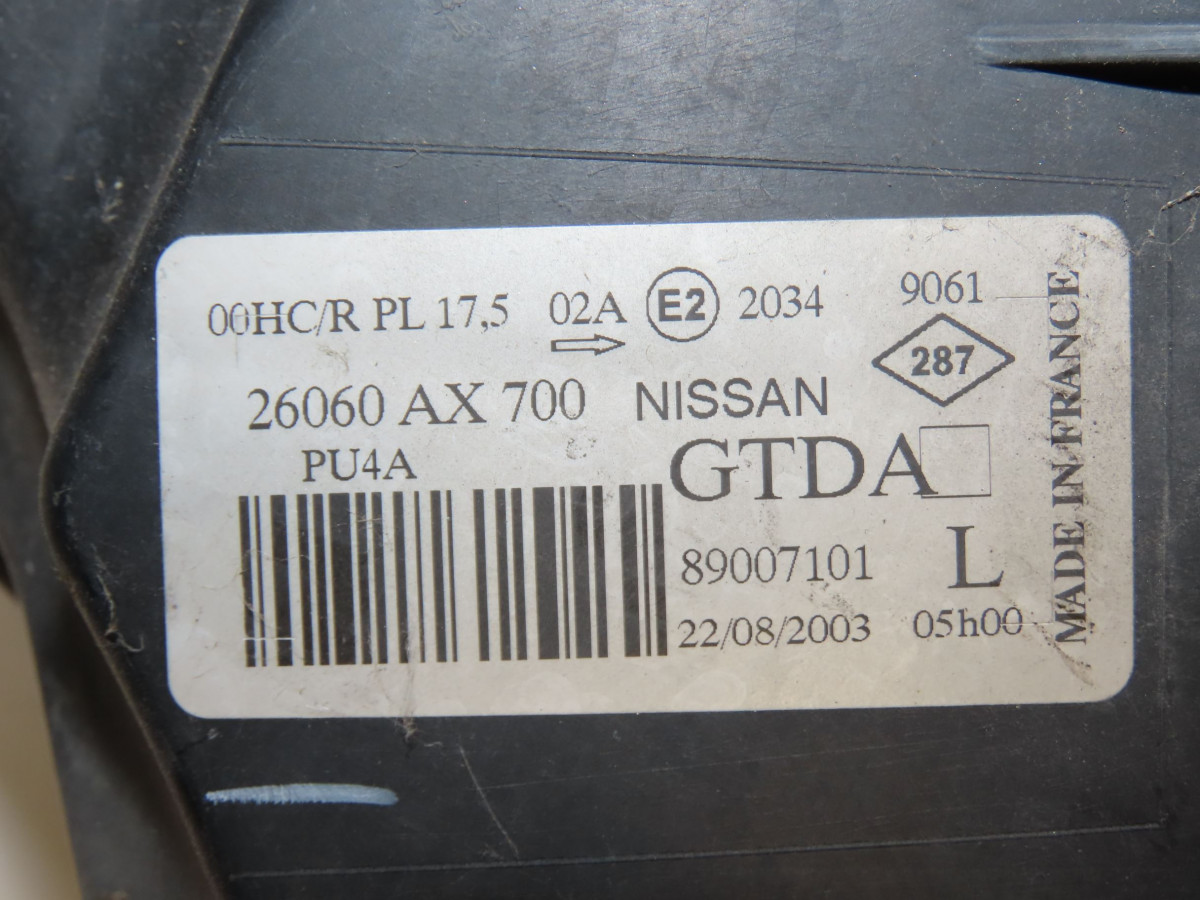 00HC/R PL 17,5 02A E2 2034 9061
287
26060 AX 700 NISSAN
PU4A GTDA
89007101 L
22/08/2003 05h00
MADE IN FRANCE